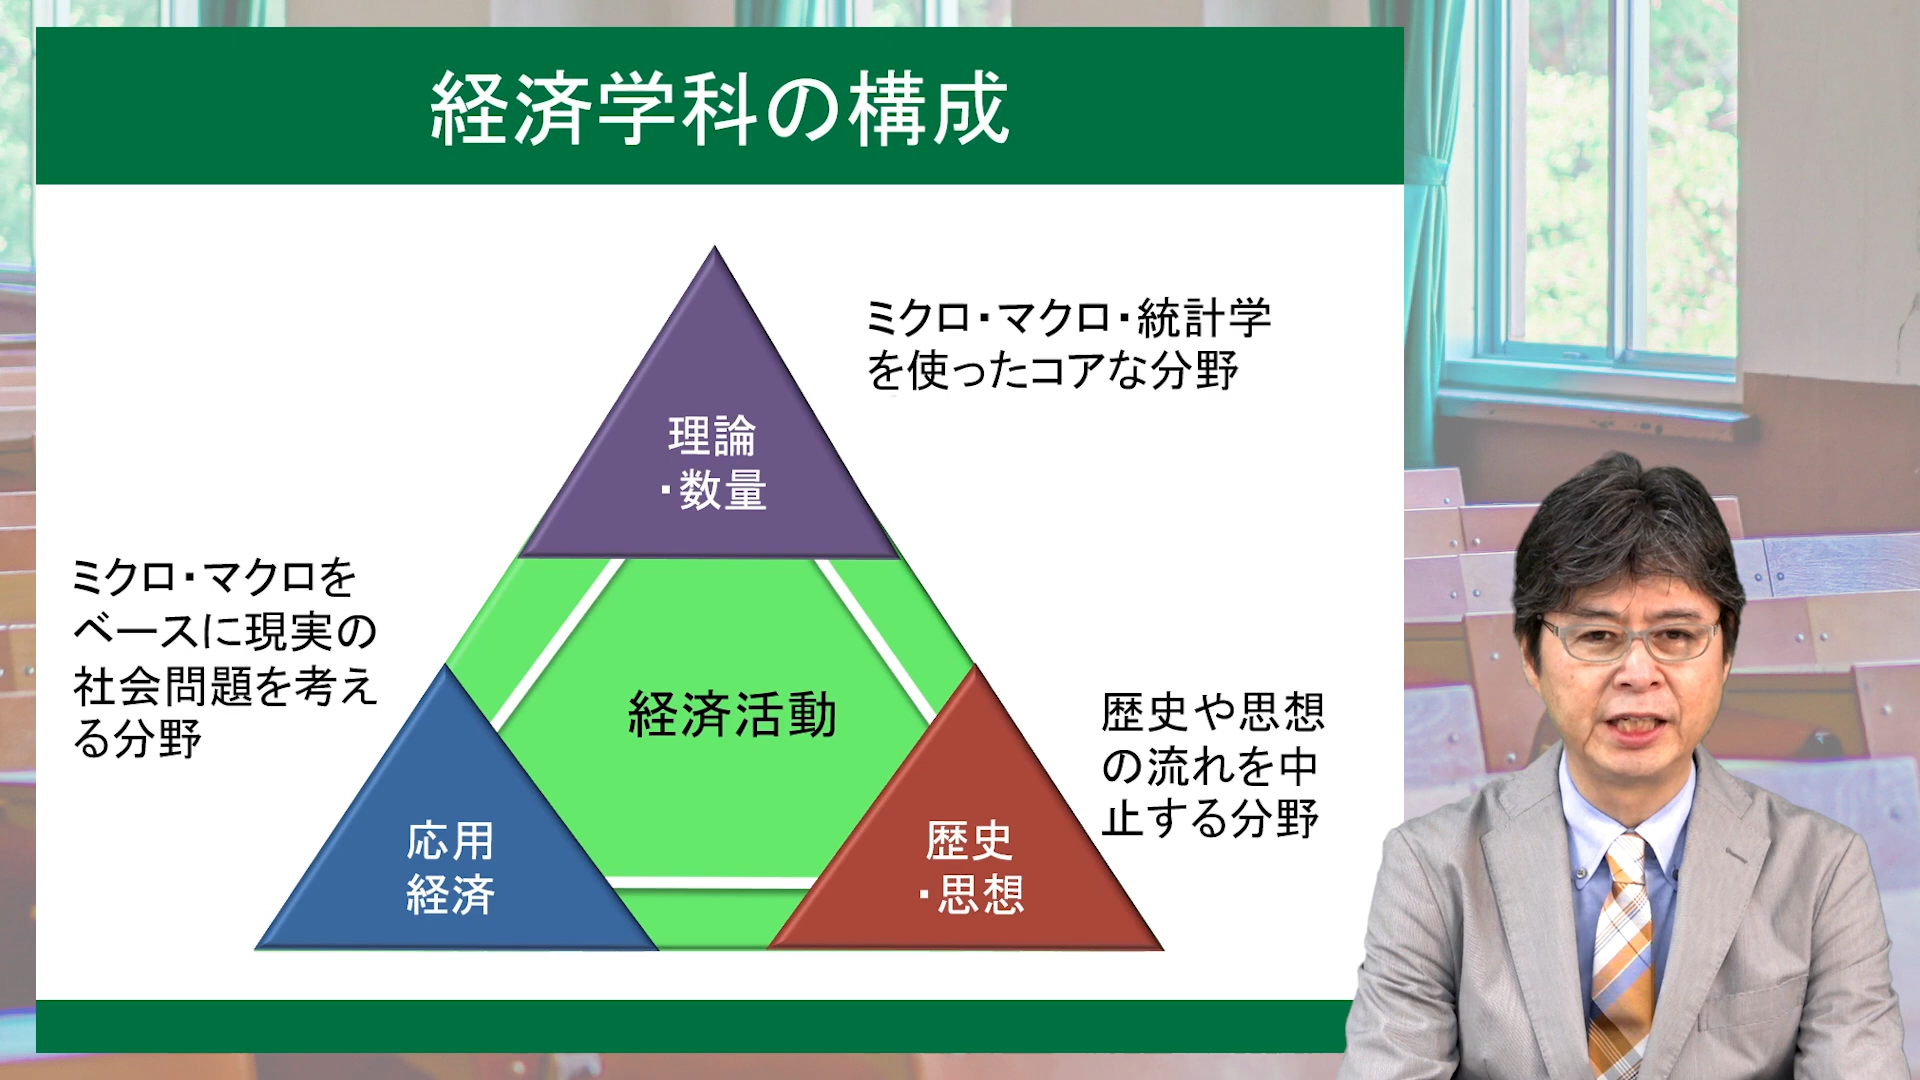 経済学科の構成
ミクロ・マクロ・統計学
を使ったコアな分野
理論
・数量
ミクロ・マクロを
ベースに現実の
社会問題を考え
る分野
経済活動
歴史や思想
の流れを中
止する分野
応用
経済
歴史
・思想